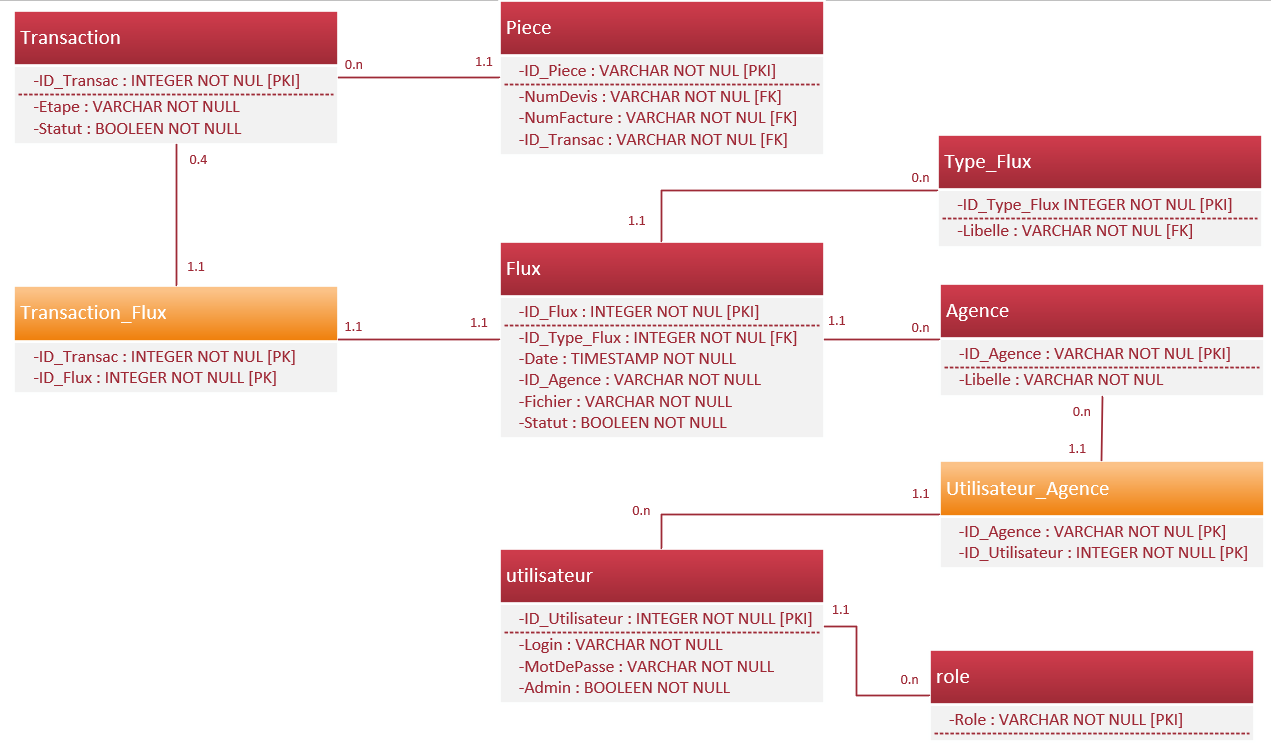 Transaction
-ID_Transac : INTEGER NOT NUL [PKI]
-Etape : VARCHAR NOT NULL
-Statut : BOOLEEN NOT NULL
0.n
1.1
Piece
-ID_Piece : VARCHAR NOT NUL [PKI]
-NumDevis : VARCHAR NOT NUL [FK]
-NumFacture : VARCHAR NOT NUL [FK]
-ID_Transac : VARCHAR NOT NUL [FK]
0.4
1.1
Type_Flux
-ID_Type_Flux INTEGER NOT NUL [PKI]
-Libelle : VARCHAR NOT NUL [FK]
0.n
1.1
Transaction_Flux
-ID_Transac : INTEGER NOT NUL [PK]
-ID_Flux : INTEGER NOT NULL [PK]
1.1
1.1
Flux
-ID_Flux : INTEGER NOT NUL [PKI]
-ID_Type_Flux : INTEGER NOT NUL [FK]
-Date : TIMESTAMP NOT NULL
-ID_Agence : VARCHAR NOT NULL
-Fichier : VARCHAR NOT NULL
-Statut : BOOLEEN NOT NULL
1.1
0.n
Agence
-ID_Agence : VARCHAR NOT NUL [PKI]
-Libelle : VARCHAR NOT NUL
0.n
1.1
Utilisateur_Agence
-ID_Agence : VARCHAR NOT NUL [PK]
-ID_Utilisateur : INTEGER NOT NULL [PK]
1.1
0.n
utilisateur
-ID_Utilisateur : INTEGER NOT NULL [PKI]
-Login : VARCHAR NOT NULL
-MotDePasse : VARCHAR NOT NULL
-Admin : BOOLEEN NOT NULL
1.1
0.n
role
-Role : VARCHAR NOT NULL [PKI]